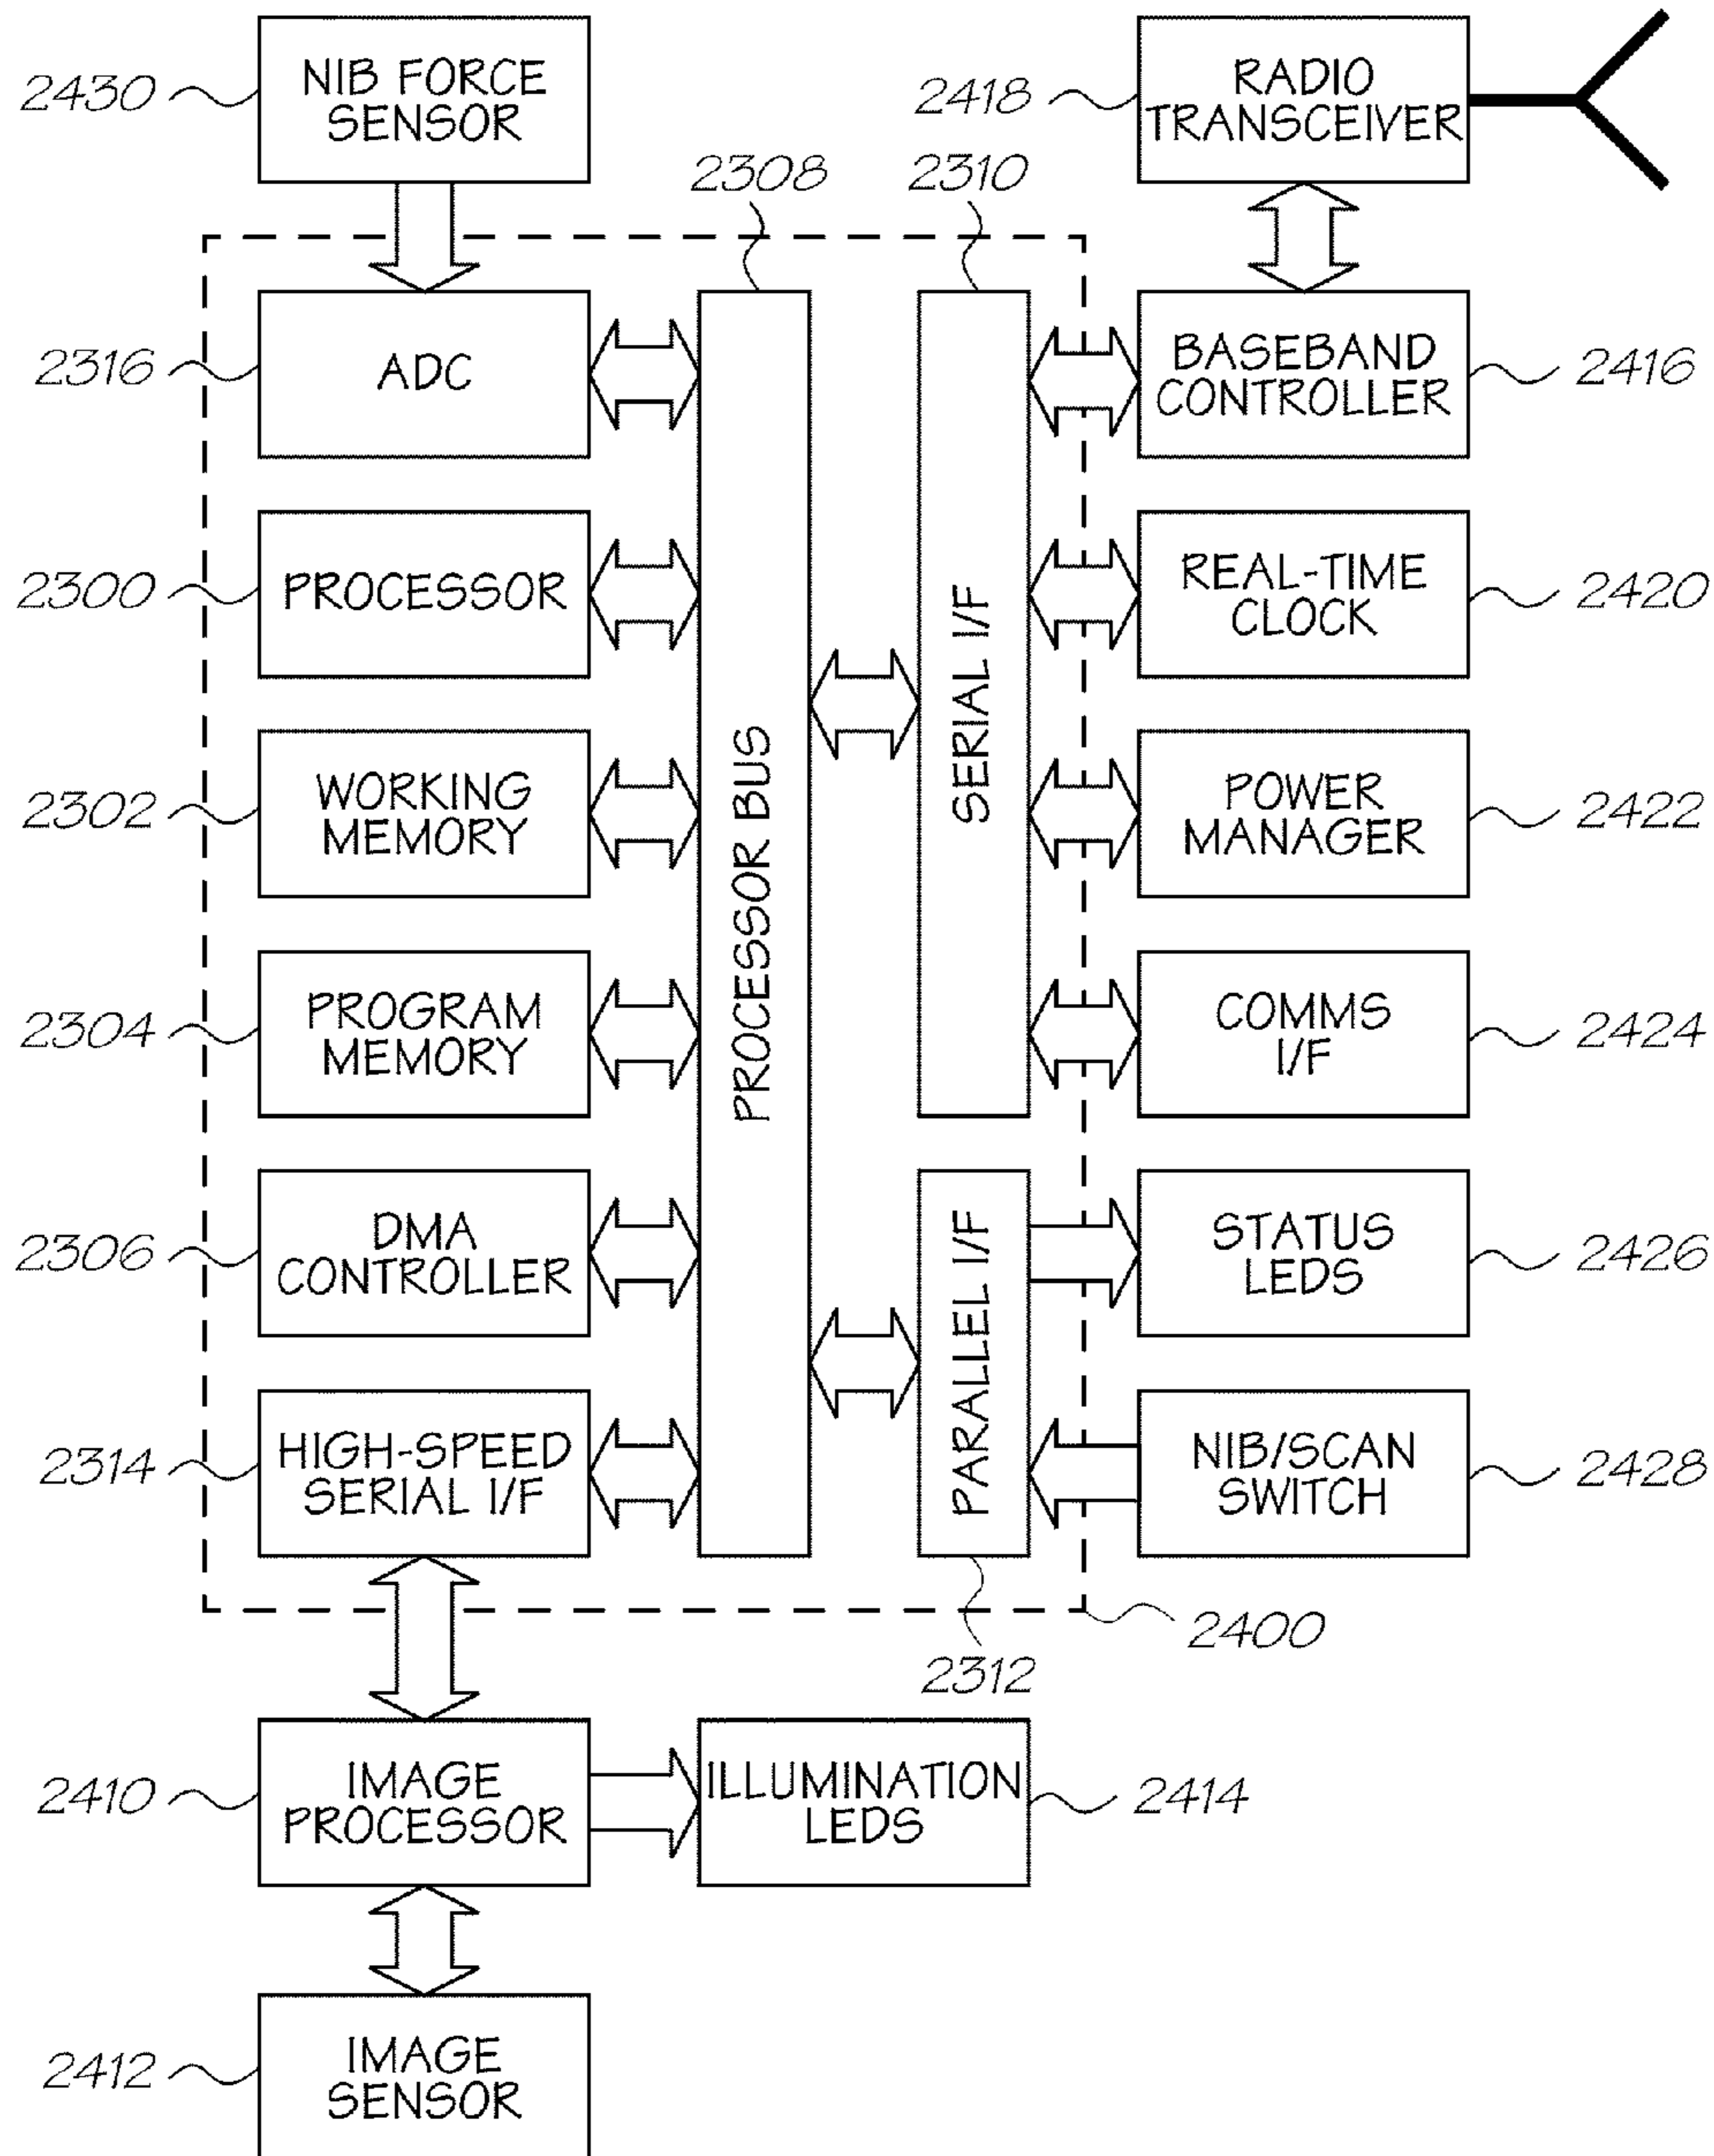 2430
NIB FORCE
SENSOR
2418
RADIO
TRANSCEIVER
2308
2310
2316
ADC
BASEBAND
CONTROLLER
2416
2300
PROCESSOR
REAL-TIME
CLOCK
2420
2302
WORKING
MEMORY
PROCESSOR BUS
SERIAL I/F
POWER
MANAGER
2422
2304
PROGRAM
MEMORY
COMMS
I/F
2424
2306
DMA
CONTROLLER
PARALLEL I/F
STATUS
LEDS
2426
2314
HIGH-SPEED
SERIAL I/F
NIB/SCAN
SWITCH
2428
2400
2312
2410
IMAGE
PROCESSOR
ILLUMINATION
LEDS
2414
2412
IMAGE
SENSOR